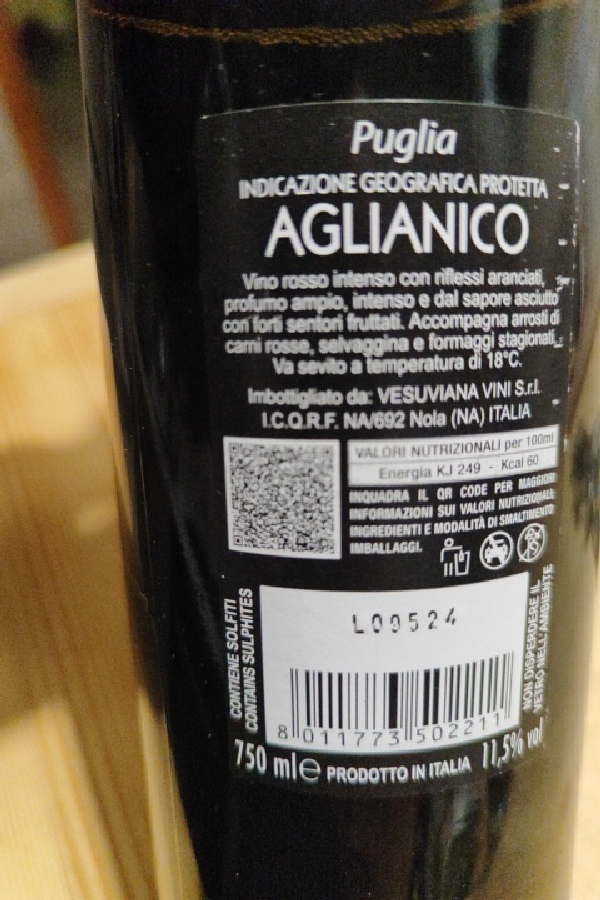 Puglia
INDICAZIONE GEOGRAFICA PROTETTA
AGLIANICO
Vino rosso intenso con riflessi aranciati,
profumo ampio, intenso e dal sapore asciutto
con forti sentori fruttati. Accompagna arrosti di
carni rosse, selvaggina e formaggi stagionati.
Va sevito a temperatura di 18°C.
Imbottigliato da: VESUVIANA VINI S.r.l.
I.C.Q.R.F. NA/692 Nola (NA) ITALIA
VALORI NUTRIZIONALI per 100ml
Energia KJ 249 - Kcal 60
INQUADRA IL QR CODE PER MAGGIORI
INFORMAZIONI SUI VALORI NUTRIZIONALI,
INGREDIENTI E MODALITÀ DI SMALTIMENTO
IMBALLAGGI.
CONTIENE SOLFITI
CONTAINS SULPHITES
L00524
NON DISPERDERE IL
VETRO NELL'AMBIENTE
8 011773 502211
750 ml e PRODOTTO IN ITALIA 11,5% vol